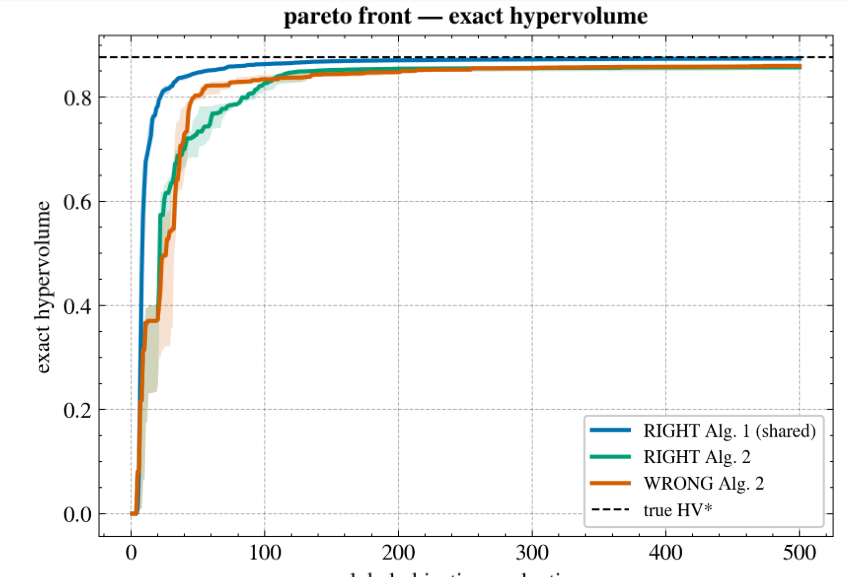 pareto front — exact hypervolume
exact hypervolume
0.8
0.6
0.4
0.2
0.0
RIGHT Alg. 1 (shared)
RIGHT Alg. 2
WRONG Alg. 2
true HV*
0 100 200 300 400 500